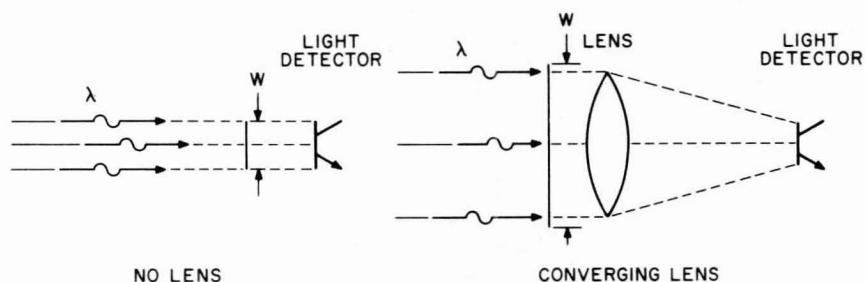 LIGHT
DETECTOR
λ
W
NO LENS
W
LENS
λ
LIGHT
DETECTOR
CONVERGING LENS